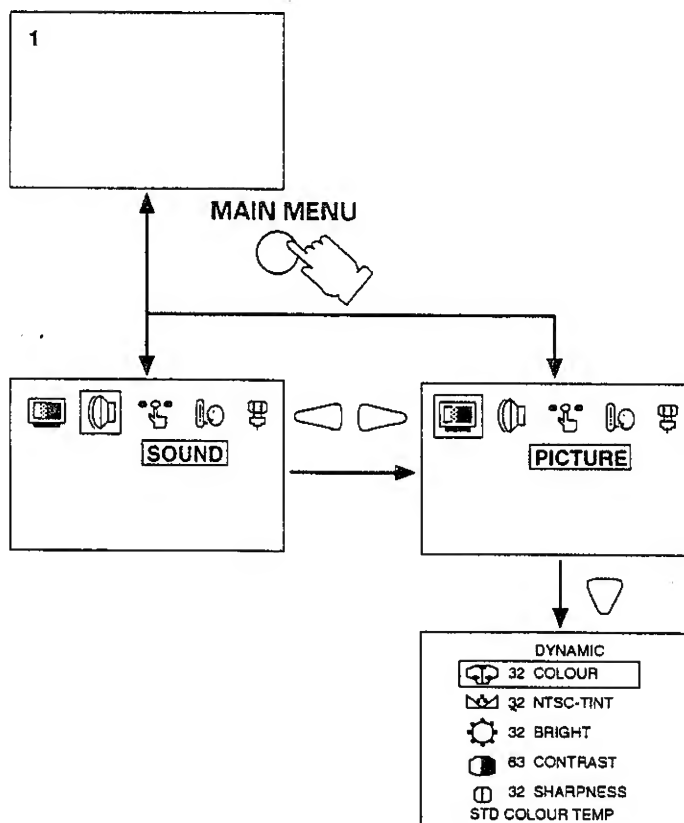 1
MAIN MENU
SOUND
PICTURE
DYNAMIC
32 COLOUR
32 NTSC-TINT
32 BRIGHT
63 CONTRAST
32 SHARPNESS
STD COLOUR TEMP